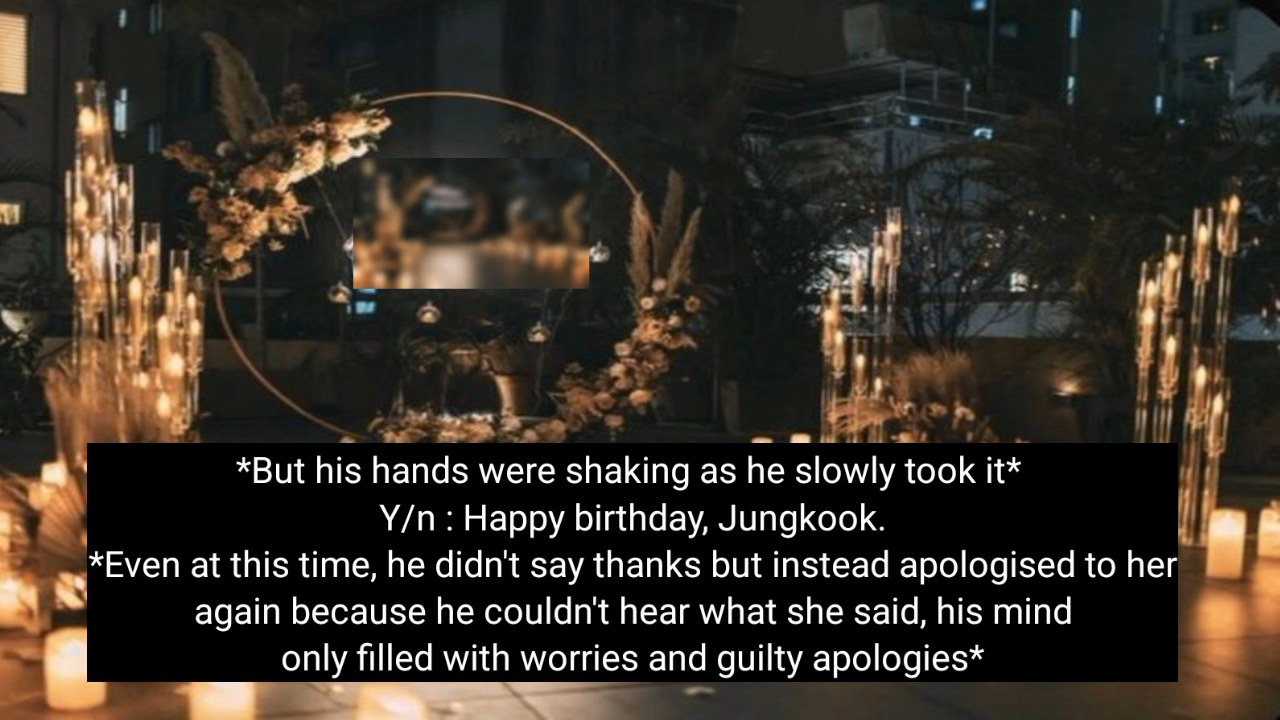 *But his hands were shaking as he slowly took it*
Y/n : Happy birthday, Jungkook.
*Even at this time, he didn't say thanks but instead apologised to her
again because he couldn't hear what she said, his mind
only filled with worries and guilty apologies*